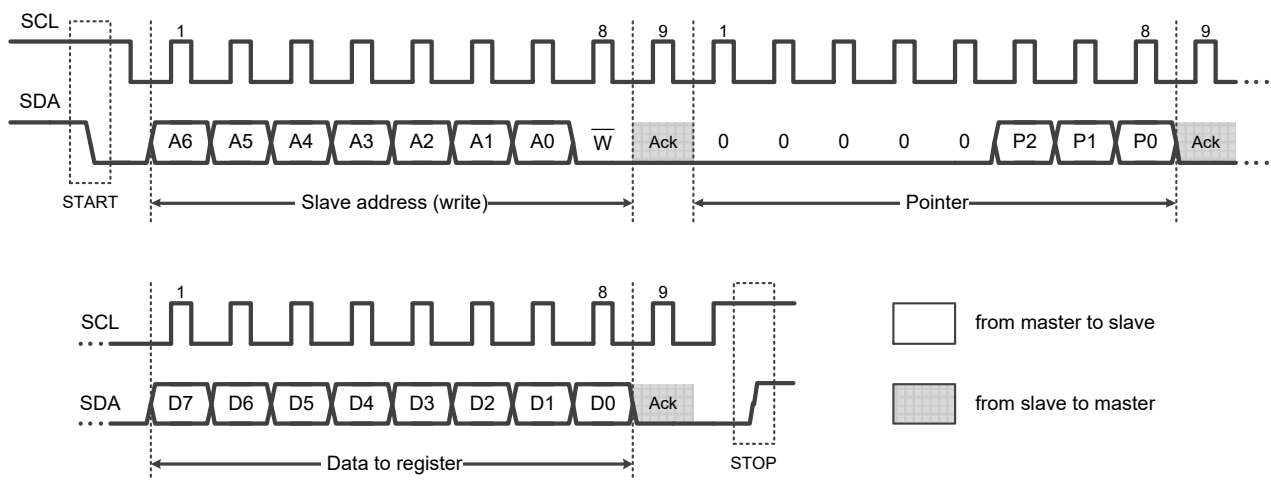 SCL
1 8 9 1 8 9
SDA
A6 A5 A4 A3 A2 A1 A0 W Ack 0 0 0 0 0 P2 P1 P0 Ack
START Slave address (write) Pointer
1 8 9
SCL from master to slave
SDA D7 D6 D5 D4 D3 D2 D1 D0 Ack from slave to master
Data to register STOP